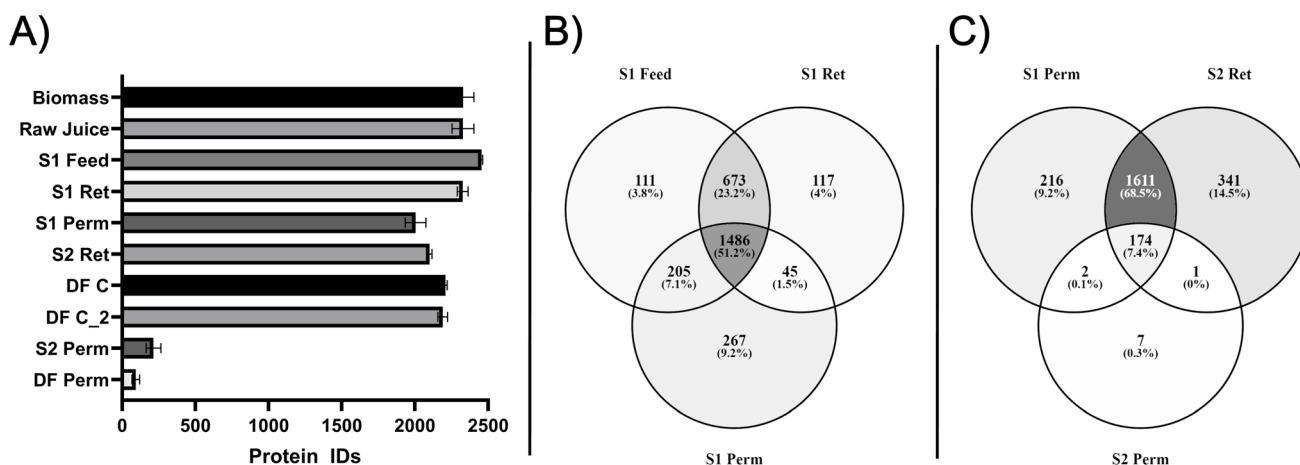 A)
Biomass
Raw Juice
S1 Feed
S1 Ret
S1 Perm
S2 Ret
DF C
DF C_2
S2 Perm
DF Perm
0 500 1000 1500 2000 2500
Protein IDs
B)
S1 Feed S1 Ret
111 673 117
(3.8%) (23.2%) (4%)
1486
(51.2%)
205 45
(7.1%) (1.5%)
267
(9.2%)
S1 Perm
C)
S1 Perm S2 Ret
216 1611 341
(9.2%) (68.5%) (14.5%)
174
(7.4%)
2 1
(0.1%) (0%)
7
(0.3%)
S2 Perm